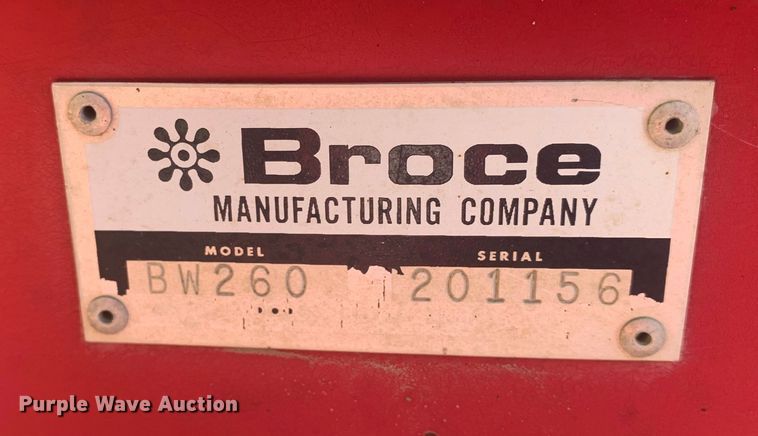 Broce
MANUFACTURING COMPANY
MODEL SERIAL
BW260 201156
Purple Wave Auction